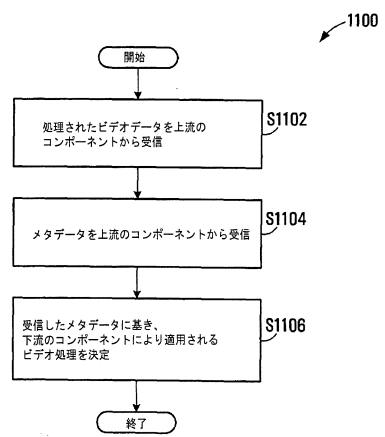 1100
開始
処理されたビデオデータを上流の
コンポーネントから受信
S1102
メタデータを上流のコンポーネントから受信
S1104
受信したメタデータに基き、
下流のコンポーネントにより適用される
ビデオ処理を決定
S1106
終了